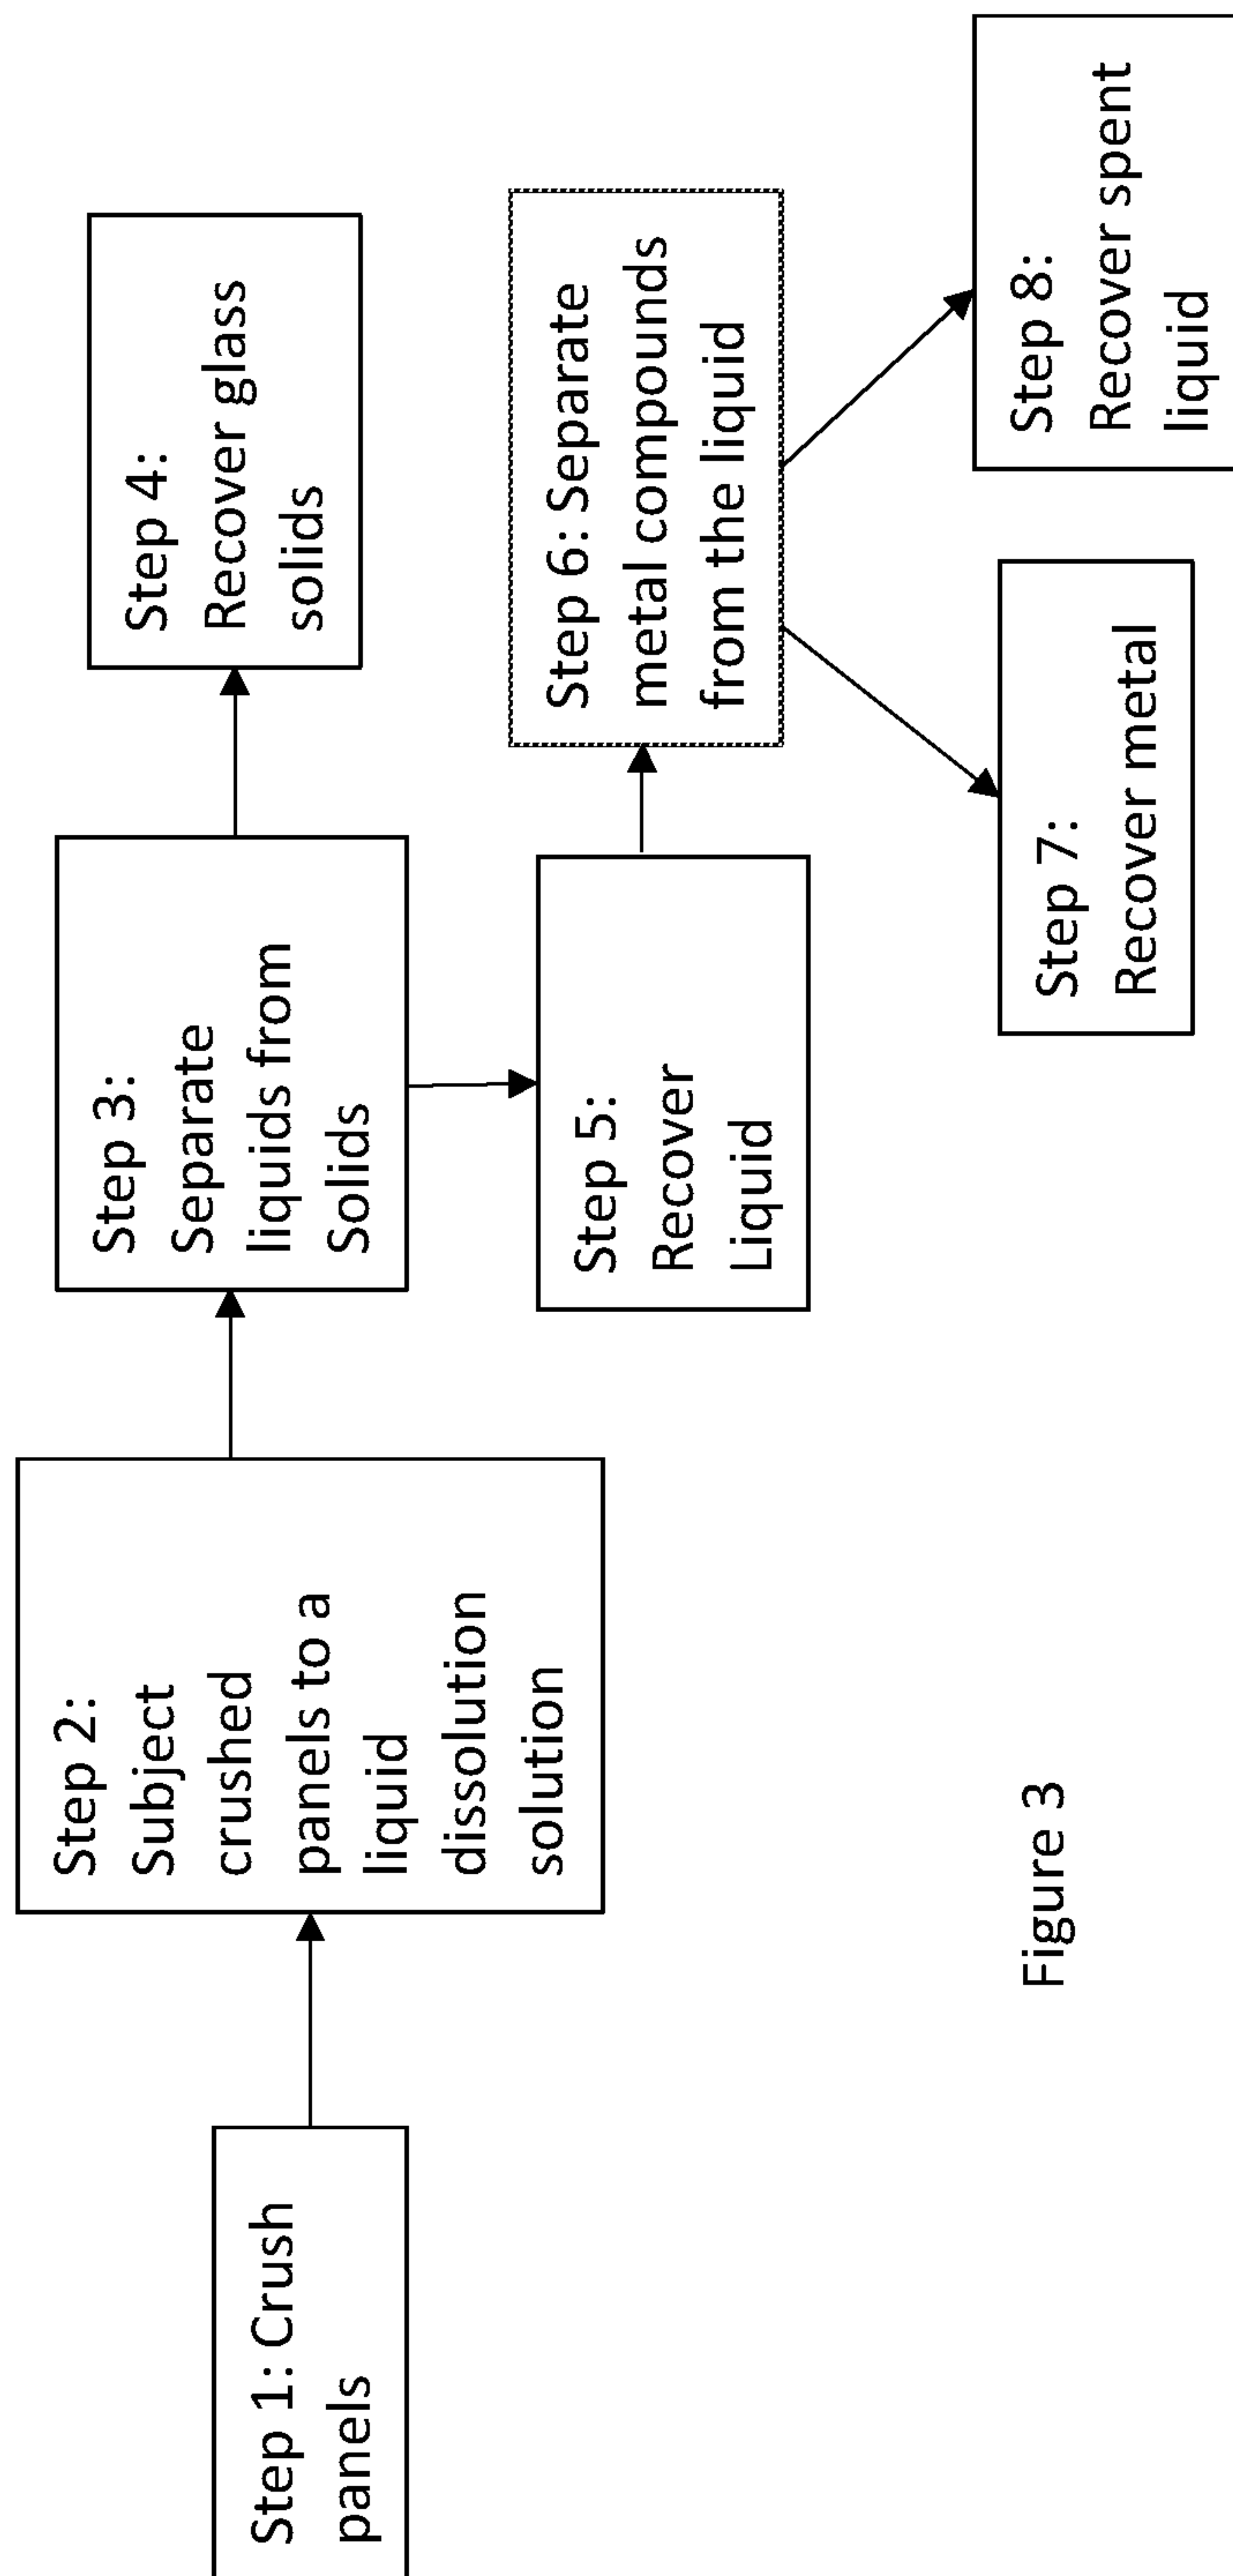 Step 1: Crush
panels
Step 2:
Subject
crushed
panels to a
liquid
dissolution
solution
Step 3:
Separate
liquids from
Solids
Step 4:
Recover glass
solids
Step 5:
Recover
Liquid
Step 6: Separate
metal compounds
from the liquid
Step 7:
Recover metal
Step 8:
Recover spent
liquid
Figure 3